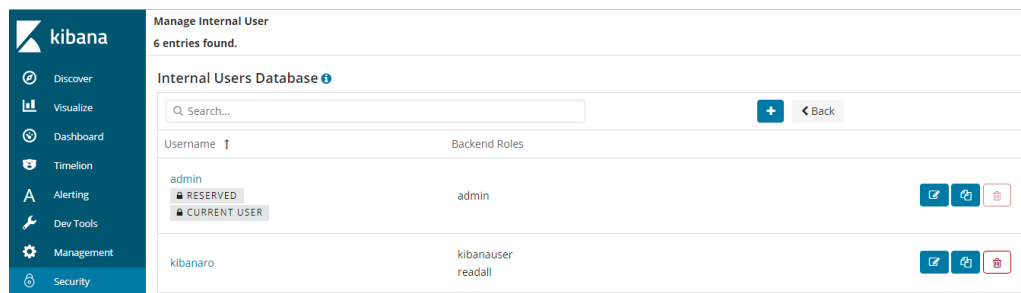 kibana
Discover
Visualize
Dashboard
Timelion
Alerting
Dev Tools
Management
Security
Manage Internal User
6 entries found.
Internal Users Database
Search...
Back
Username
Backend Roles
admin
RESERVED
CURRENT USER
admin
kibanaro
kibanauser
readall